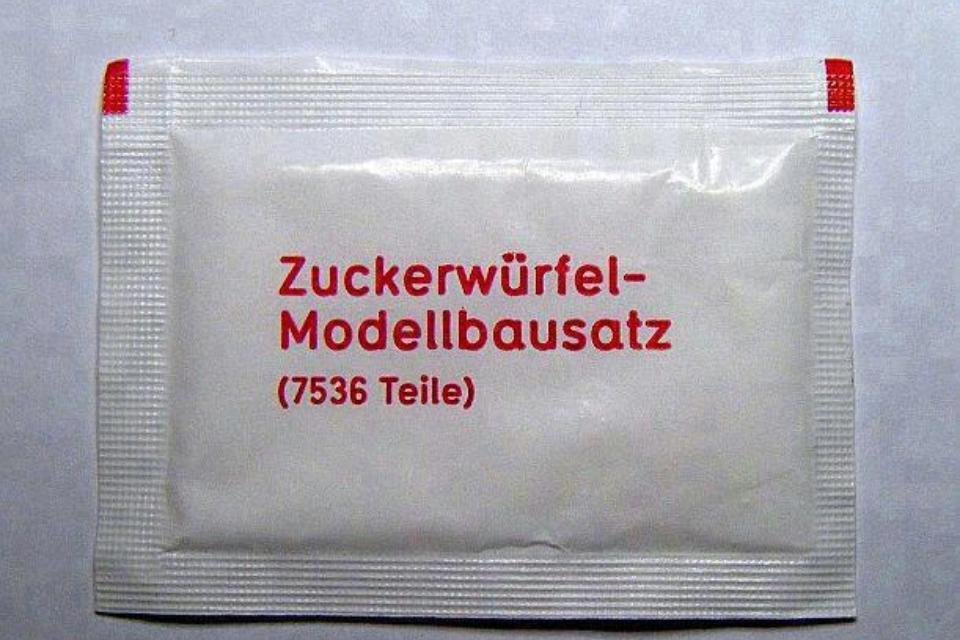 Zuckerwürfel-
Modellbausatz
(7536 Teile)